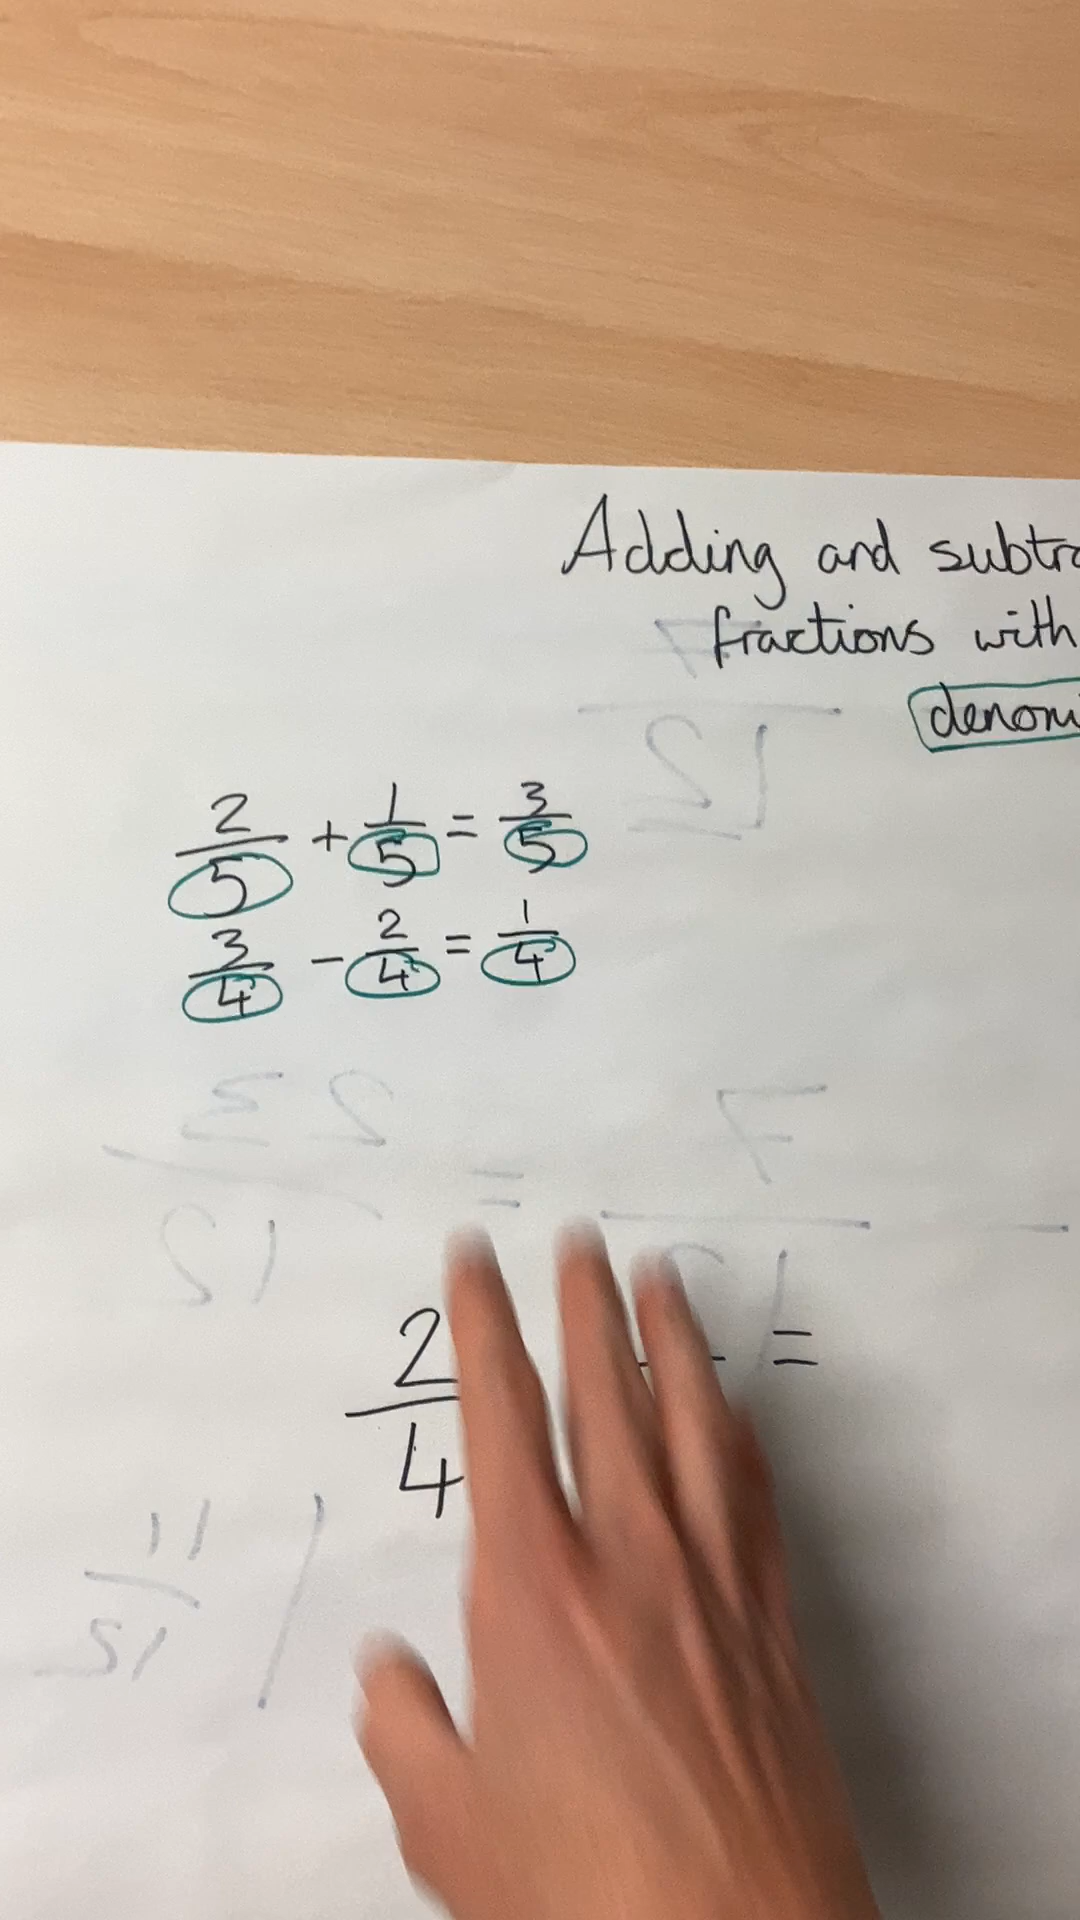 Adding and subtra
fractions with
denomi
2/5 + 1/5 = 3/5
3/4 - 2/4 = 1/4
2/4 =